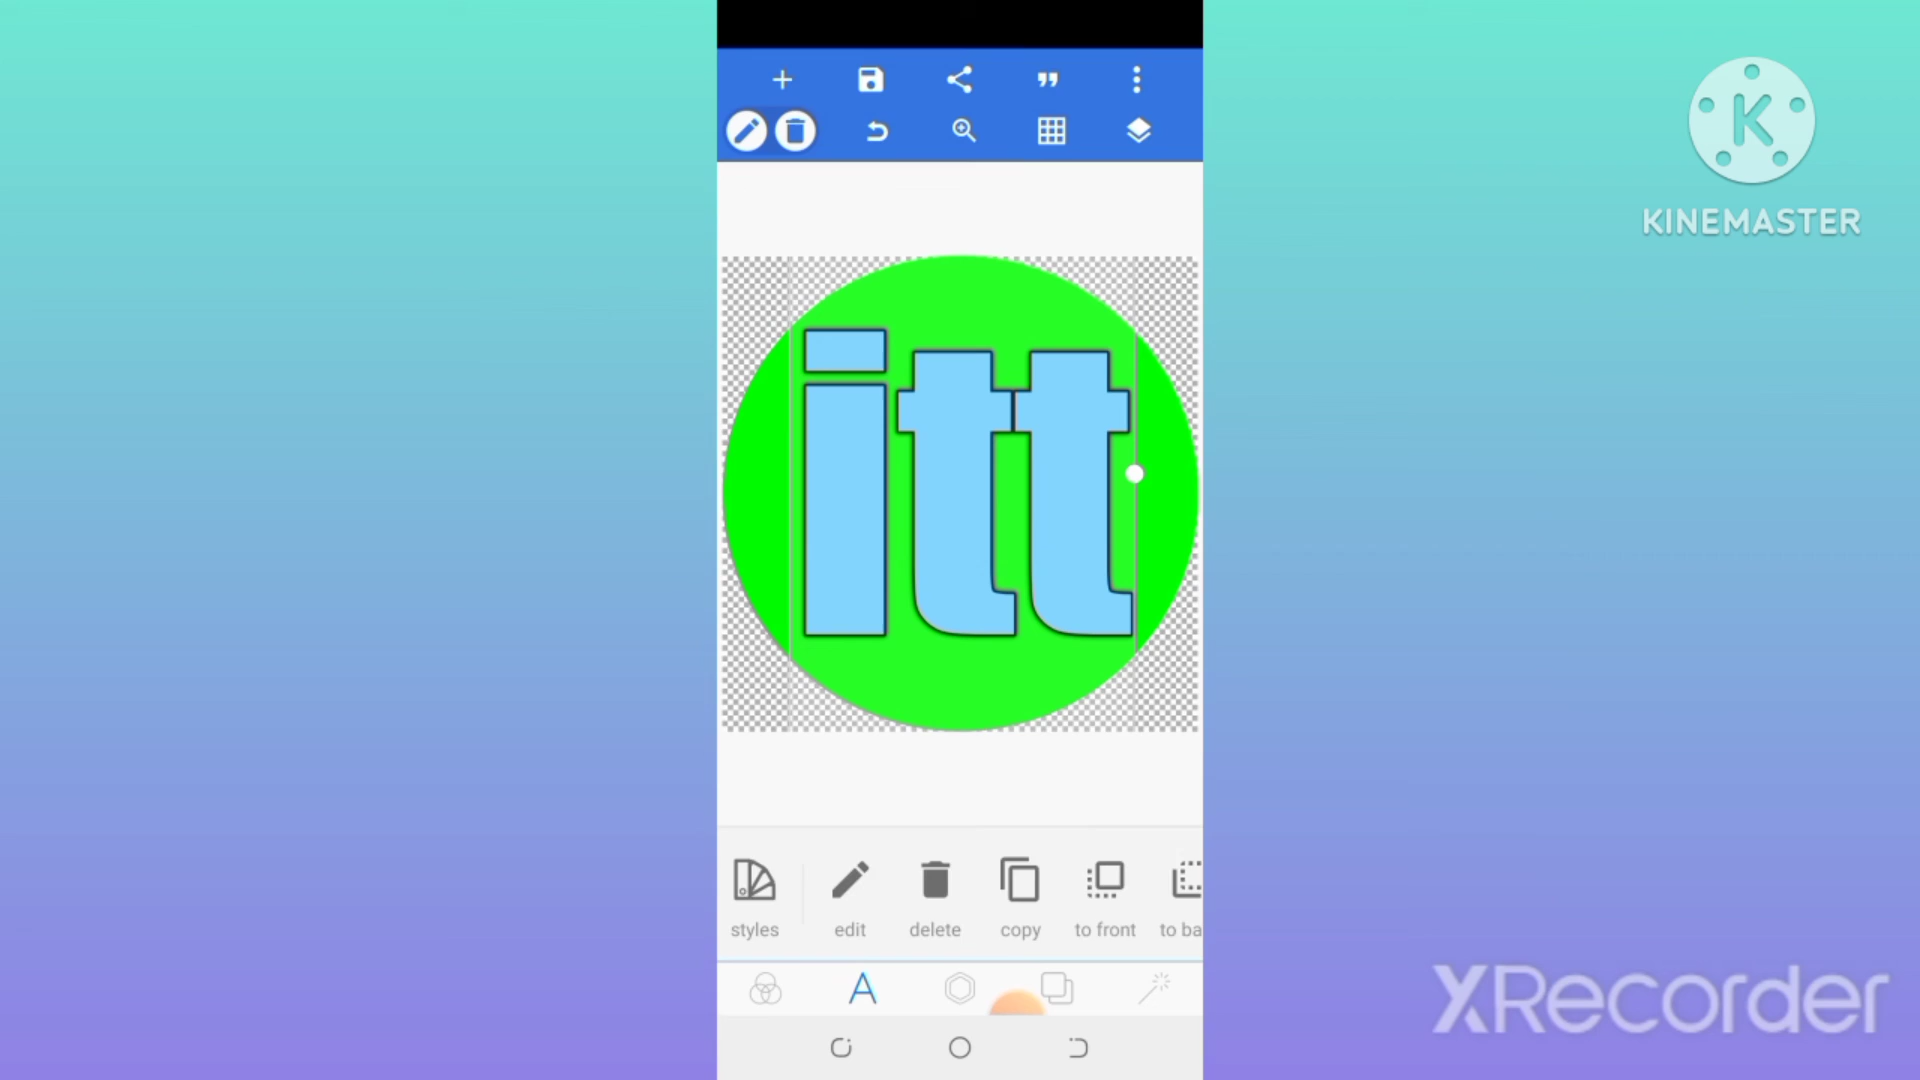 K
KINEMASTER
itt
styles
edit
delete
copy
to front
to ba
A
XRecorder